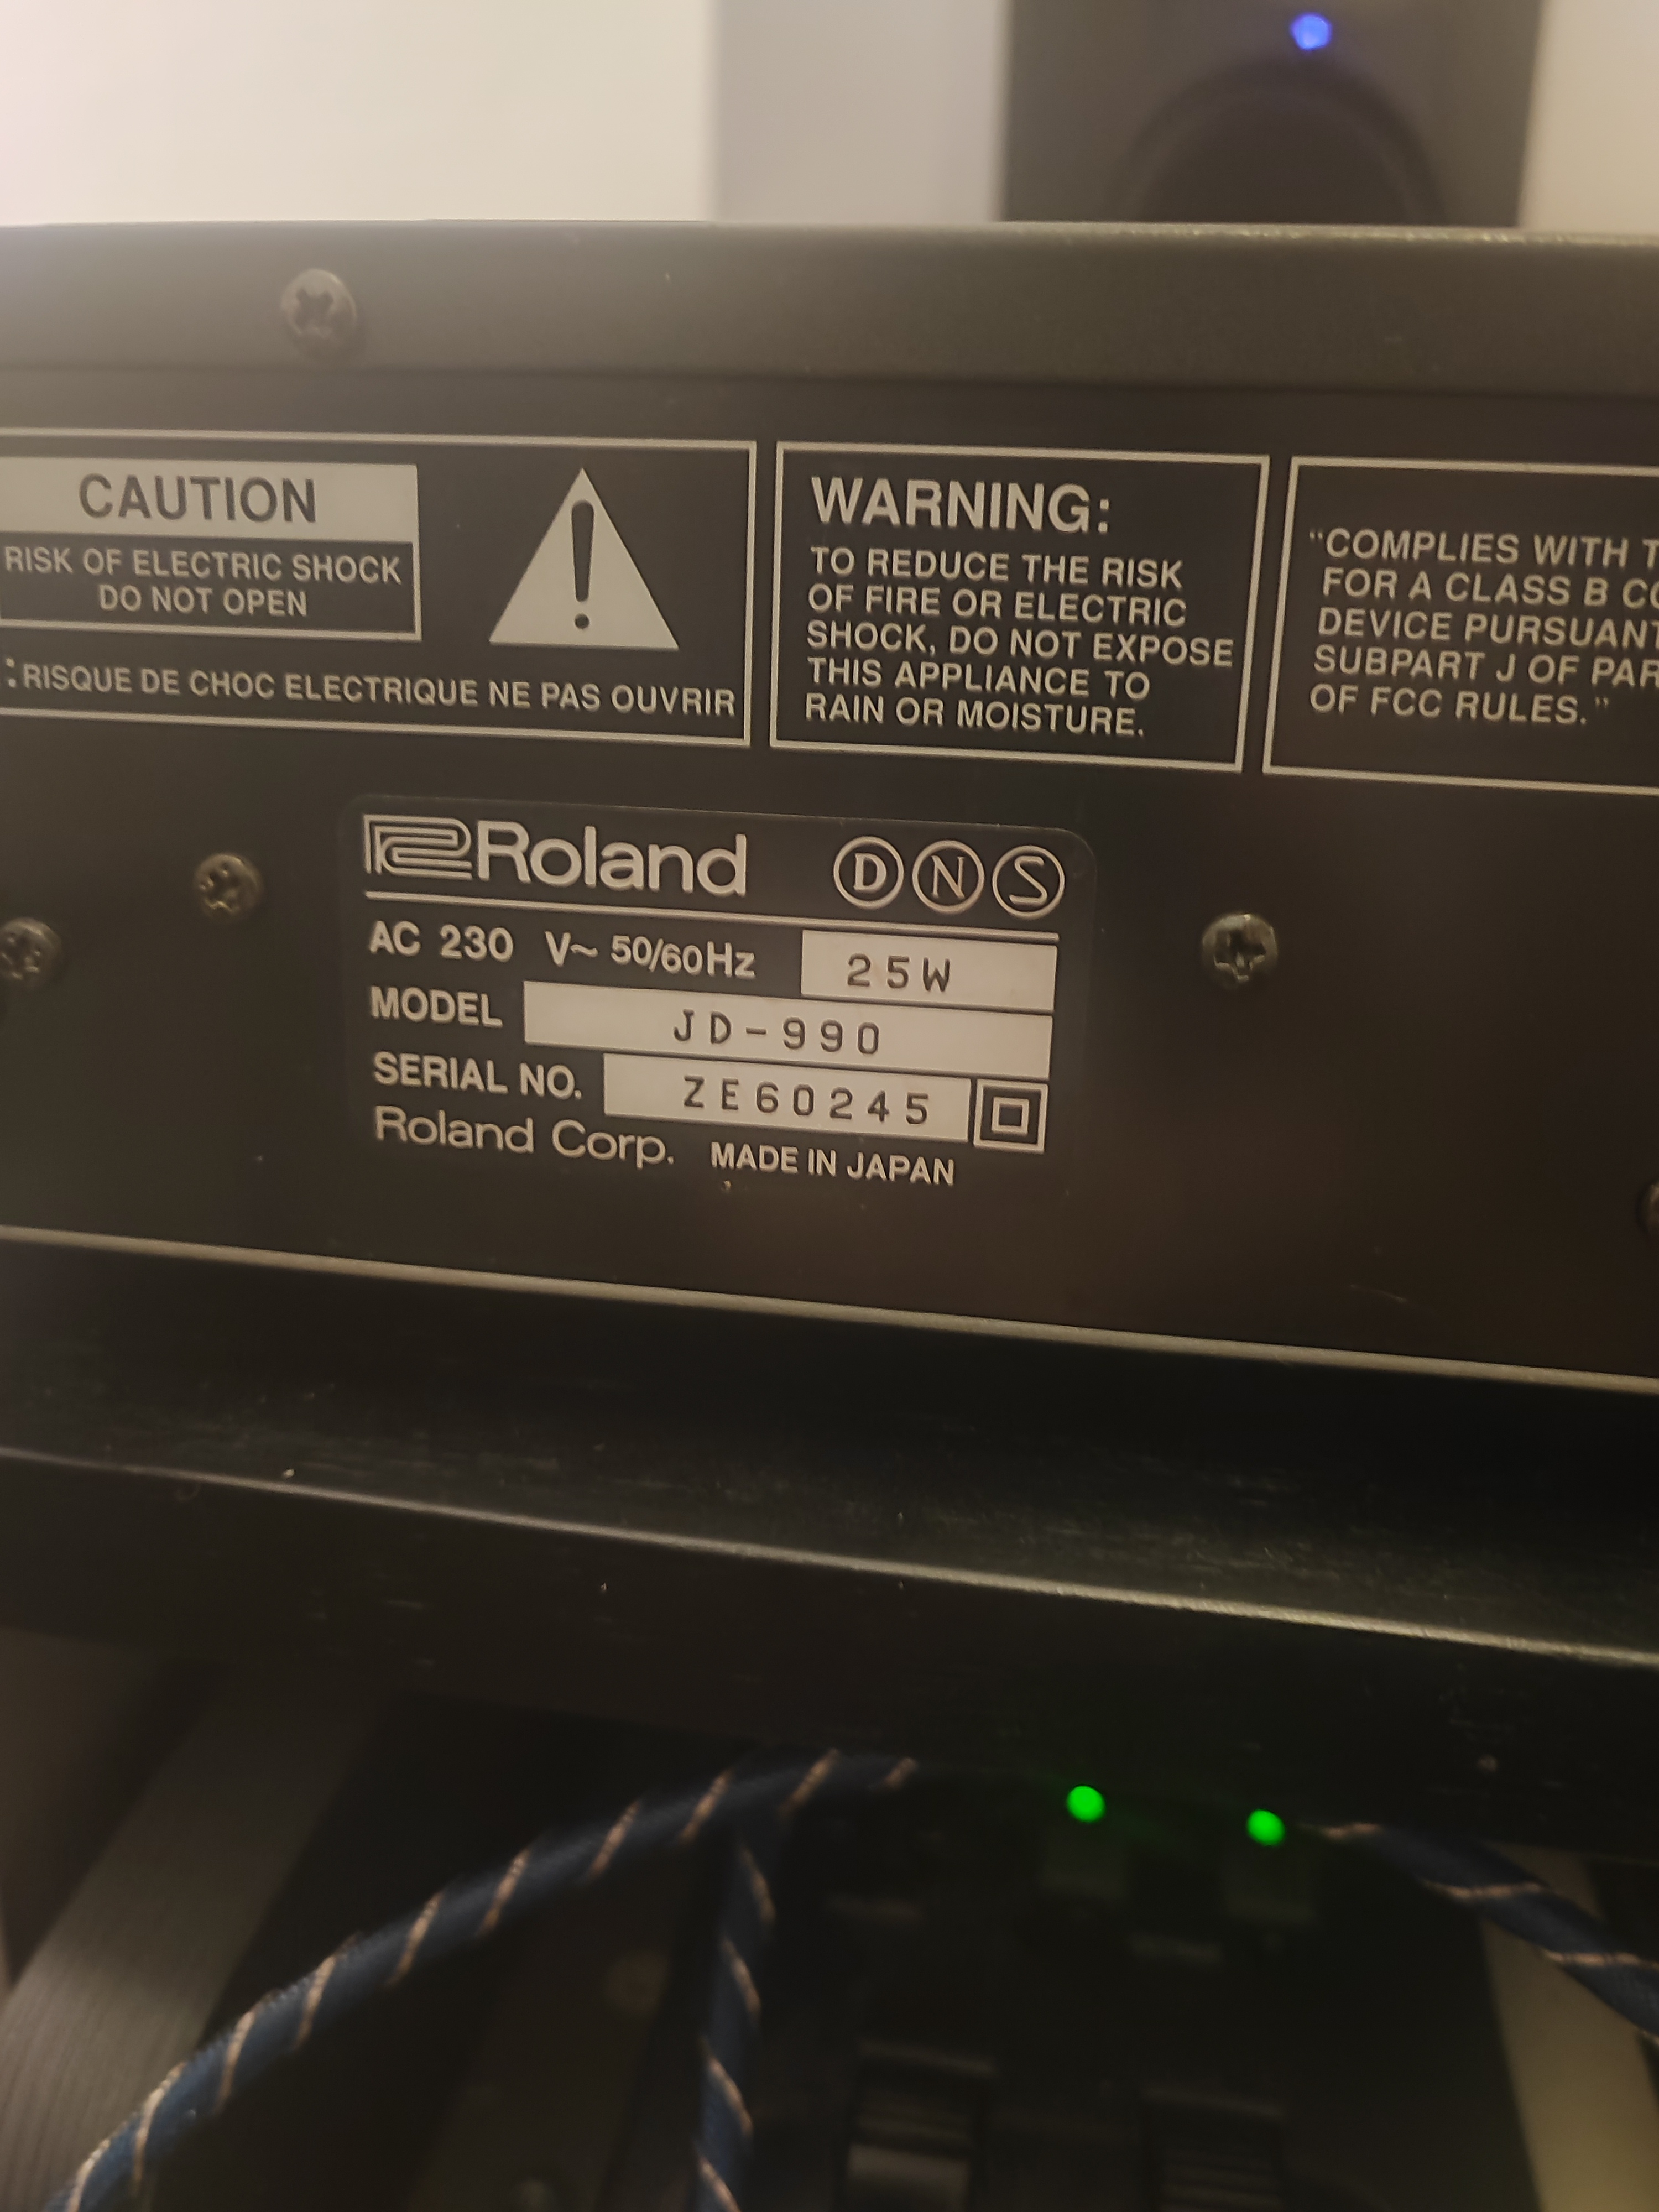 CAUTION
RISK OF ELECTRIC SHOCK
DO NOT OPEN
: RISQUE DE CHOC ELECTRIQUE NE PAS OUVRIR
WARNING:
TO REDUCE THE RISK
OF FIRE OR ELECTRIC
SHOCK, DO NOT EXPOSE
THIS APPLIANCE TO
RAIN OR MOISTURE.
"COMPLIES WITH
FOR A CLASS B
DEVICE PURSUANT
SUBPART J OF
OF FCC RULES."
Roland D N S
AC 230 V~ 50/60Hz 25W
MODEL JD-990
SERIAL NO. ZE60245
Roland Corp. MADE IN JAPAN